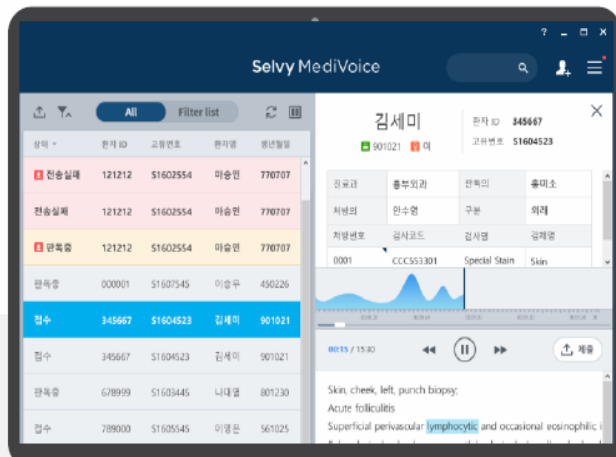 Selvy MediVoice
All Filter list
상태 환자 ID 고유번호 환자명 생년월일
전송실패 121212 S1602554 마승민 770707
전송실패 121212 S1602554 마승민 770707
판독중 121212 S1602554 마승민 770707
판독중 000001 S1607545 이승우 450226
접수 345667 S1604523 김세미 901021
접수 345667 S1604523 김세미 901021
판독중 678999 S1603445 나대열 801230
접수 789000 S1605545 이영은 561025
김세미
901021 여
환자 ID 345667
고유번호 S1604523
진료과 흉부외과 판독의 홍미소
처방의 안수영 구분 외래
처방번호 검사코드 검사명 검체명
0001 CCC553301 Special Stain Skin
00:15 / 15:30
제출
Skin, cheek, left, punch biopsy;
Acute folliculitis
Superficial perivascular lymphocytic and occasional eosinophilic i